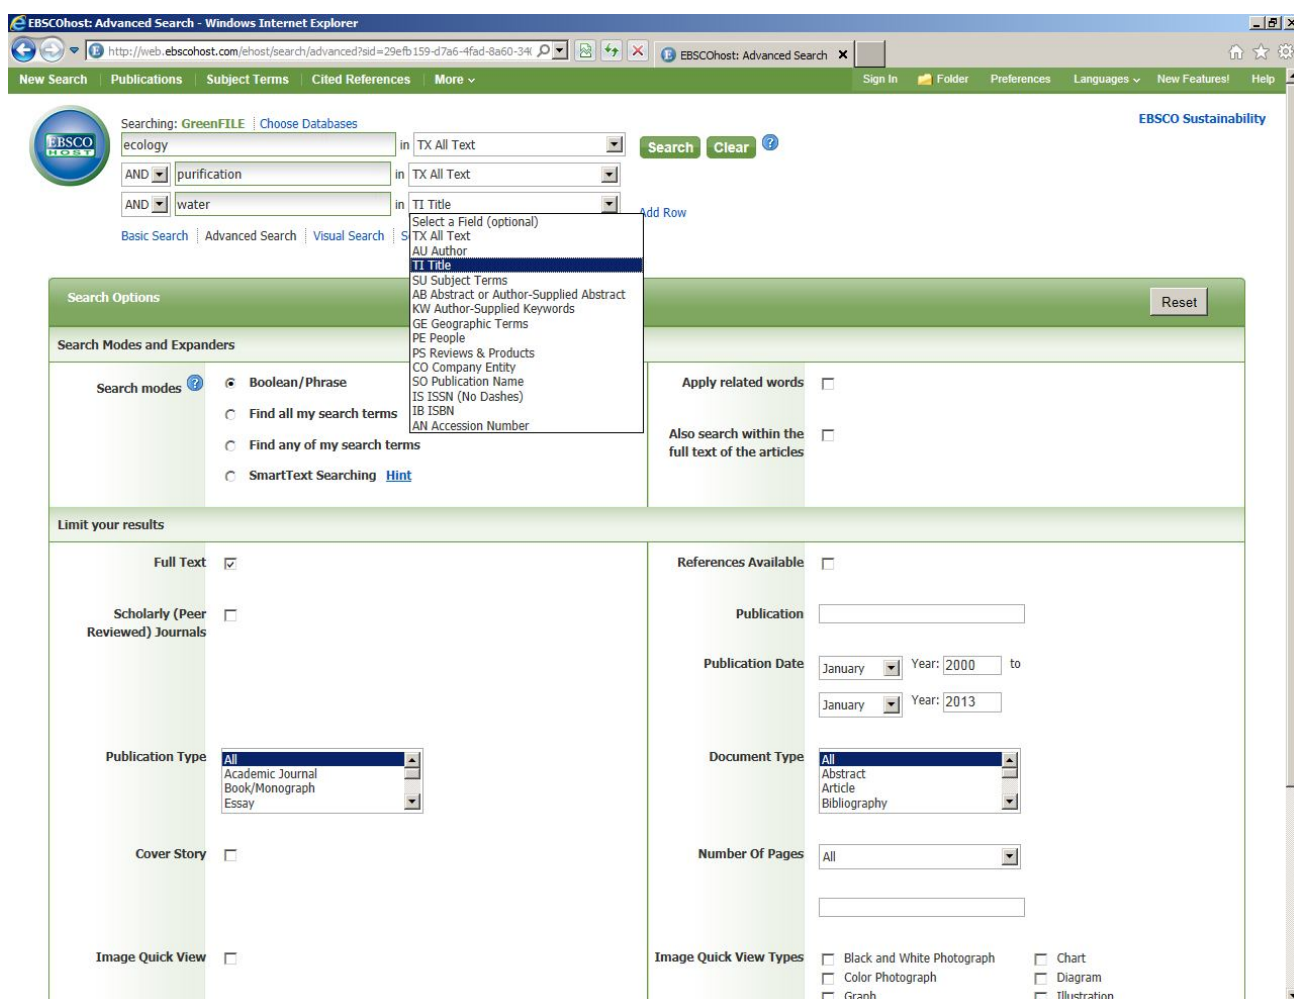 EBSCOhost: Advanced Search - Windows Internet Explorer
http://web.ebscohost.com/ehost/search/advanced?sid=29efb159-d7a6-4fad-8a60-34
EBSCOhost: Advanced Search
New Search Publications Subject Terms Cited References More
Sign In Folder Preferences Languages New Features! Help
EBSCO HOST
Searching: GreenFILE Choose Databases
EBSCO Sustainability
ecology in TX All Text Search Clear
AND purification in TX All Text
AND water in TI Title Add Row
Basic Search Advanced Search Visual Search S
Select a Field (optional)
TX All Text
AU Author
TI Title
SU Subject Terms
AB Abstract or Author-Supplied Abstract
KW Author-Supplied Keywords
GE Geographic Terms
PE People
PS Reviews & Products
CO Company Entity
SO Publication Name
IS ISSN (No Dashes)
IB ISBN
AN Accession Number
Search Options
Reset
Search Modes and Expanders
Search modes
Boolean/Phrase
Find all my search terms
Find any of my search terms
SmartText Searching Hint
Apply related words
Also search within the
full text of the articles
Limit your results
Full Text
References Available
Scholarly (Peer
Reviewed) Journals
Publication
Publication Date
January Year: 2000 to
January Year: 2013
Publication Type
All
Academic Journal
Book/Monograph
Essay
Document Type
All
Abstract
Article
Bibliography
Cover Story
Number Of Pages
All
Image Quick View
Image Quick View Types
Black and White Photograph Chart
Color Photograph Diagram
Graph Illustration